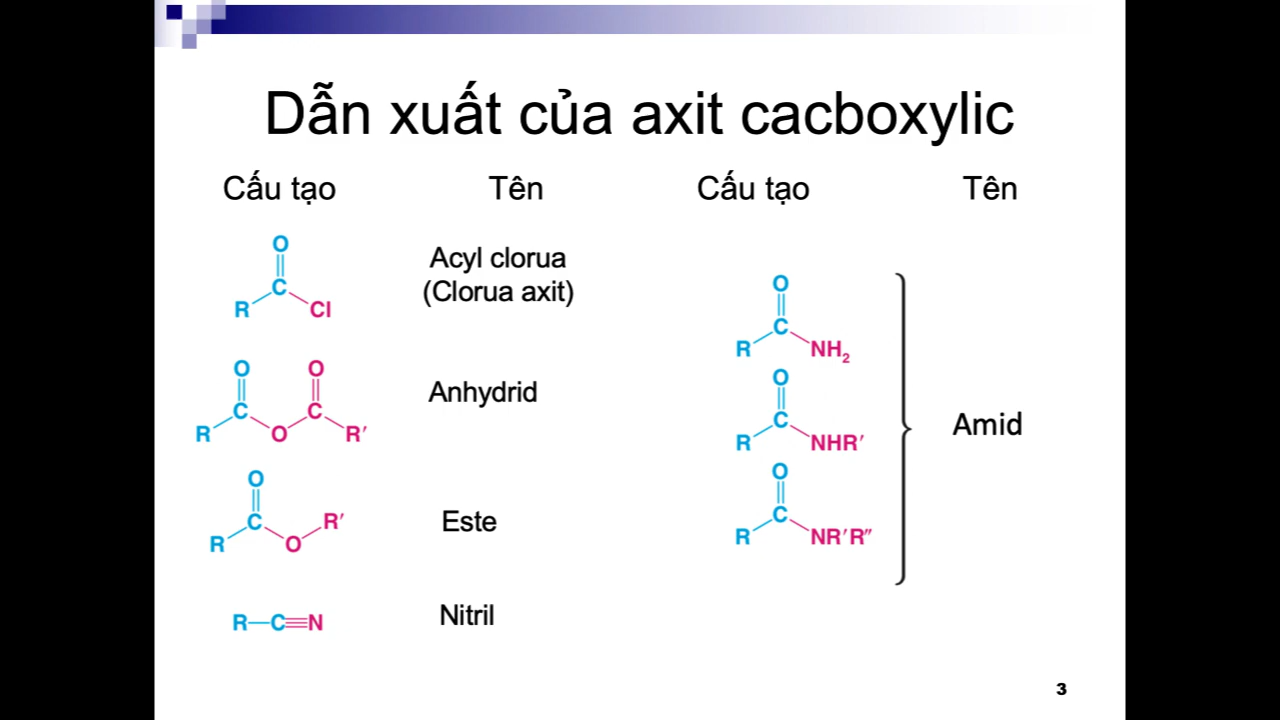 Dẫn xuất của axit cacboxylic
Cấu tạo
Tên
Cấu tạo
Tên
O
C
R
Cl
Acyl clorua
(Clorua axit)
O
O
C
C
R
O
R′
Anhydrid
O
C
R′
R
O
Este
R—C≡N
Nitril
O
C
R
NH₂
O
C
R
NHR′
O
C
R
NR′R″
Amid
3